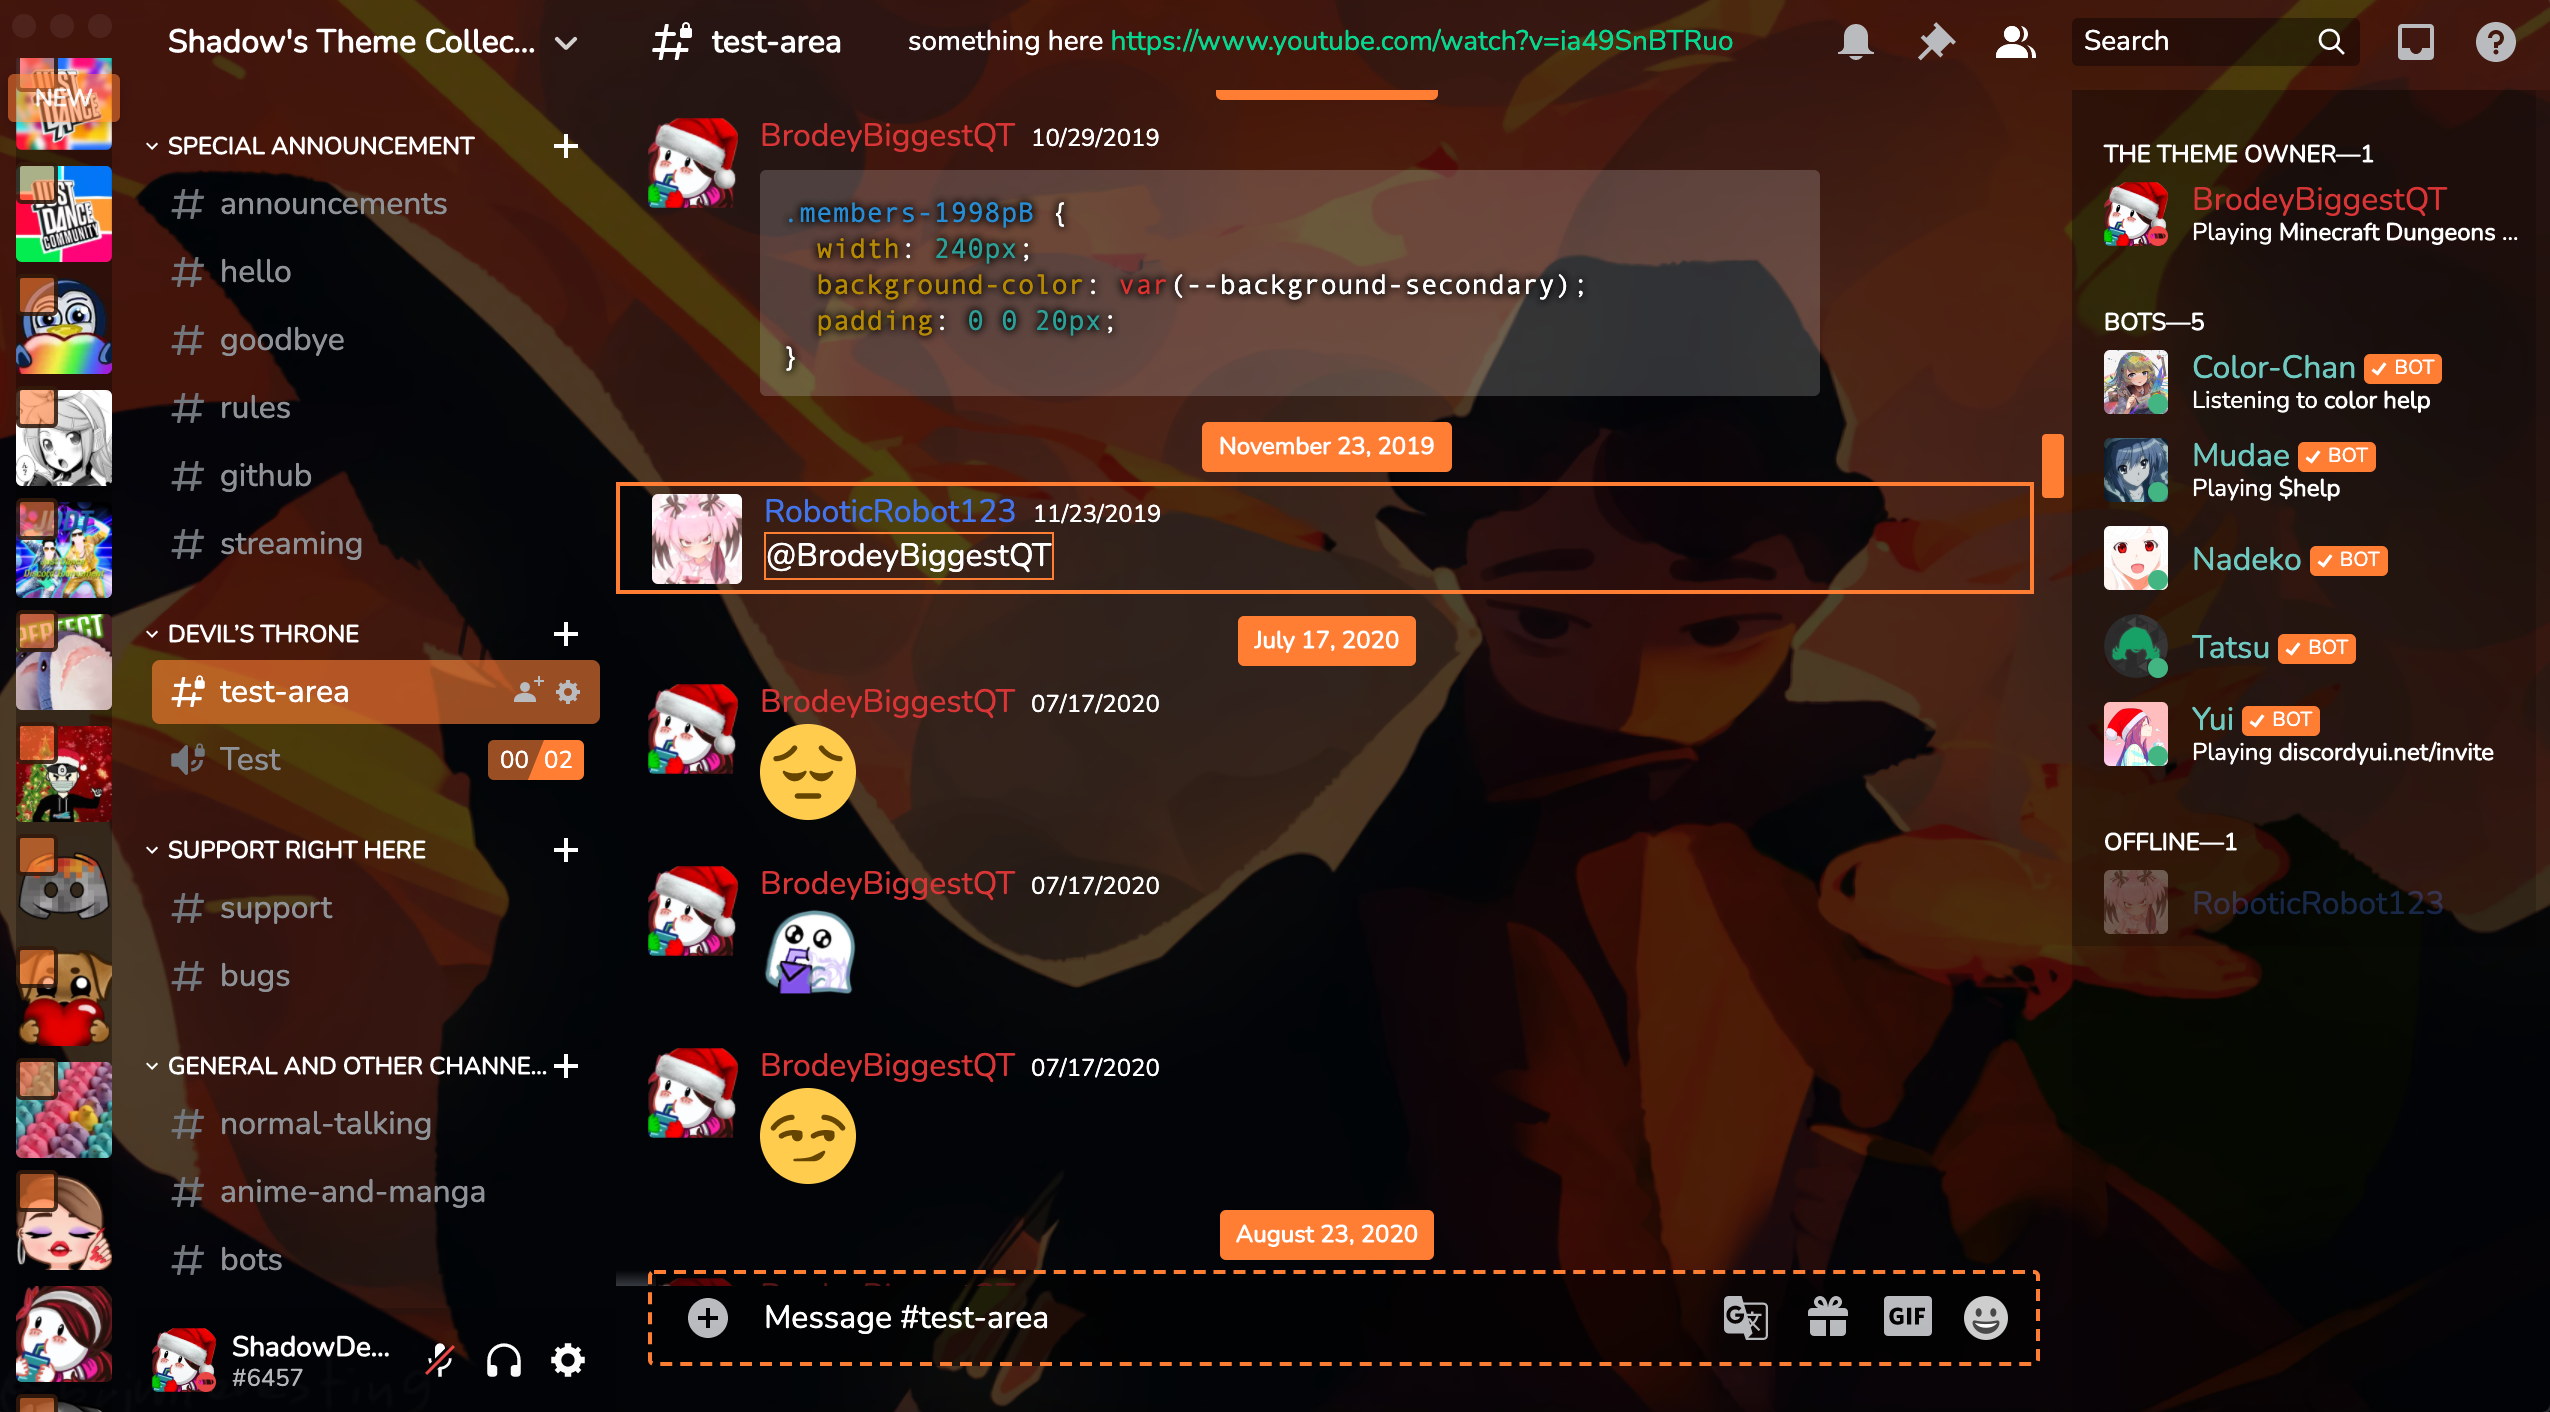 Shadow's Theme Collec...
NEW
JUST DANCE COMMUNITY
SPECIAL ANNOUNCEMENT
announcements
hello
goodbye
rules
github
streaming
DEVIL'S THRONE
test-area
Test
00 02
SUPPORT RIGHT HERE
support
bugs
GENERAL AND OTHER CHANNE...
normal-talking
anime-and-manga
bots
ShadowDe...
#6457
test-area
something here https://www.youtube.com/watch?v=ia49SnBTRuo
Search
BrodeyBiggestQT 10/29/2019
.members-1998pB {
width: 240px;
background-color: var(--background-secondary);
padding: 0 0 20px;
}
November 23, 2019
RoboticRobot123 11/23/2019
@BrodeyBiggestQT
July 17, 2020
BrodeyBiggestQT 07/17/2020
BrodeyBiggestQT 07/17/2020
BrodeyBiggestQT 07/17/2020
August 23, 2020
Message #test-area
GIF
THE THEME OWNER—1
BrodeyBiggestQT
Playing Minecraft Dungeons ...
BOTS—5
Color-Chan BOT
Listening to color help
Mudae BOT
Playing $help
Nadeko BOT
Tatsu BOT
Yui BOT
Playing discordyui.net/invite
OFFLINE—1
RoboticRobot123